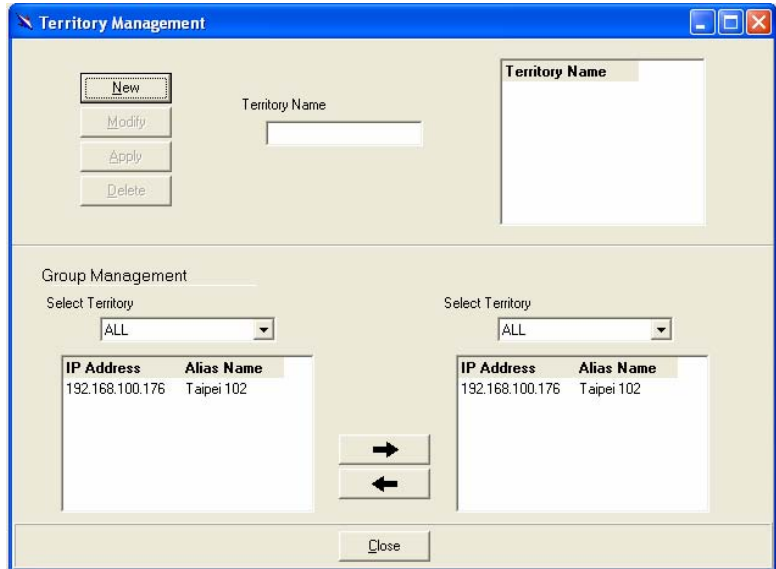 Territory Management
New
Modify
Apply
Delete
Territory Name
Territory Name
Group Management
Select Territory
ALL
IP Address Alias Name
192.168.100.176 Taipei 102
Select Territory
ALL
IP Address Alias Name
192.168.100.176 Taipei 102
Close